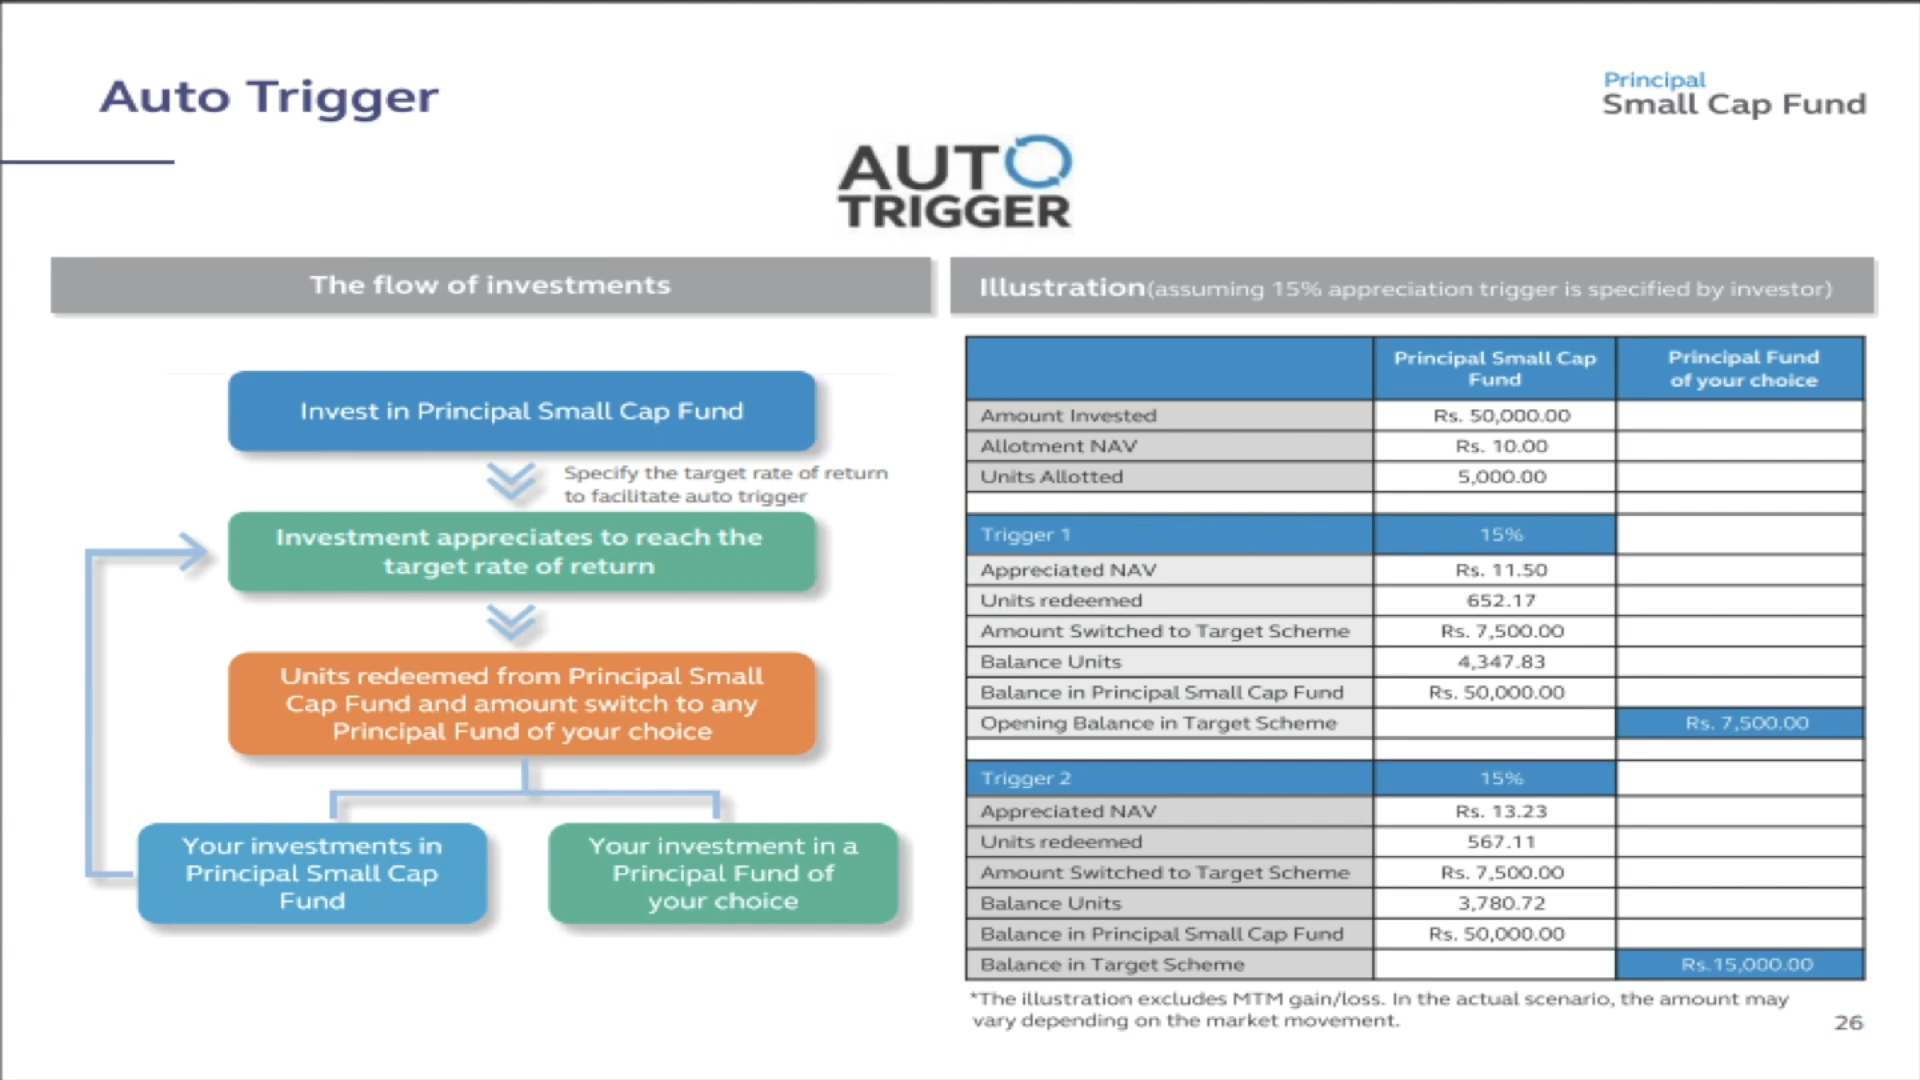 Auto Trigger
Principal
Small Cap Fund
AUTO
TRIGGER
The flow of investments
Invest in Principal Small Cap Fund
Specify the target rate of return
to facilitate auto trigger
Investment appreciates to reach the
target rate of return
Units redeemed from Principal Small
Cap Fund and amount switch to any
Principal Fund of your choice
Your investments in
Principal Small Cap
Fund
Your investment in a
Principal Fund of
your choice
Illustration(assuming 15% appreciation trigger is specified by investor)
Principal Small Cap
Fund
Principal Fund
of your choice
Amount Invested Rs. 50,000.00
Allotment NAV Rs. 10.00
Units Allotted 5,000.00
Trigger 1 15%
Appreciated NAV Rs. 11.50
Units redeemed 652.17
Amount Switched to Target Scheme Rs. 7,500.00
Balance Units 4,347.83
Balance in Principal Small Cap Fund Rs. 50,000.00
Opening Balance in Target Scheme Rs. 7,500.00
Trigger 2 15%
Appreciated NAV Rs. 13.23
Units redeemed 567.11
Amount Switched to Target Scheme Rs. 7,500.00
Balance Units 3,780.72
Balance in Principal Small Cap Fund Rs. 50,000.00
Balance in Target Scheme Rs.15,000.00
*The illustration excludes MTM gain/loss. In the actual scenario, the amount may
vary depending on the market movement.
26